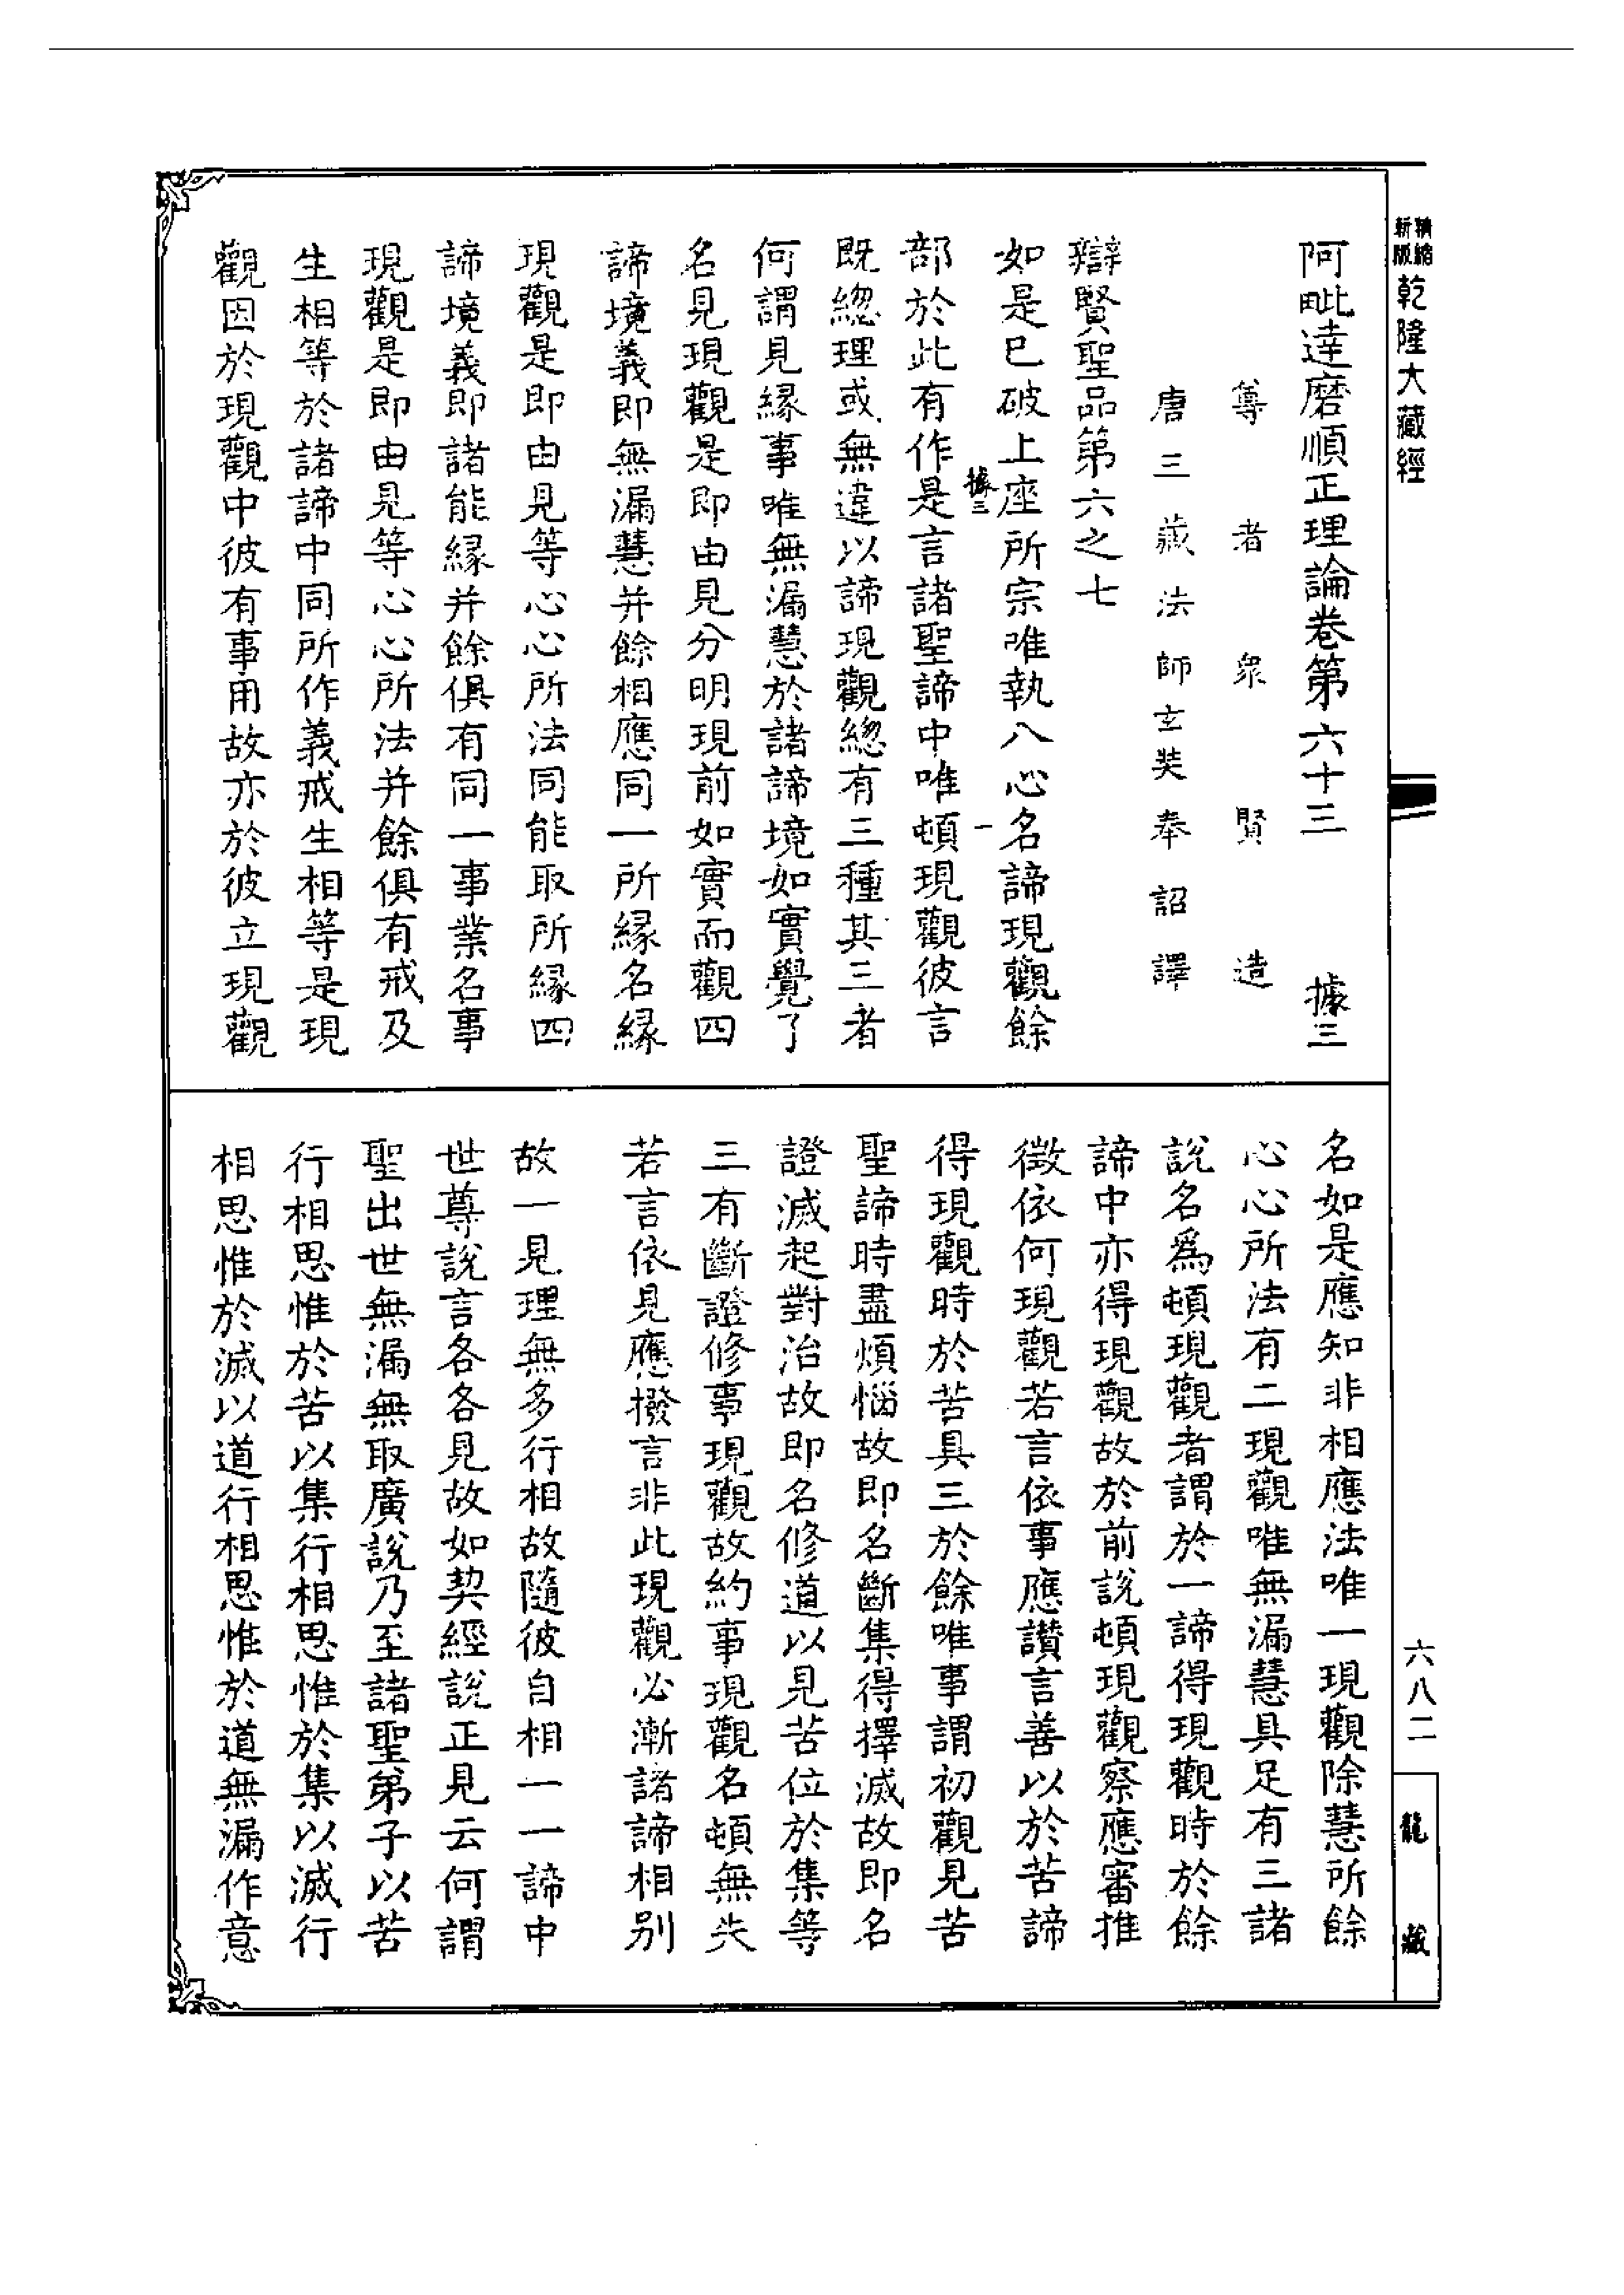 精縮
新版
乾隆大藏經
阿毗達磨順正理論卷第六十三 據三
尊者衆賢造
唐三藏法師玄奘奉詔譯
辯賢聖品第六之七
如是已破上座所宗唯執八心名諦現觀餘
據三 一
部於此有作是言諸聖諦中唯頓現觀彼言
既總理或無違以諦現觀總有三種其三者
何謂見緣事唯無漏慧於諸諦境如實覺了
名見現觀是即由見分明現前如實而觀四
諦境義即無漏慧并餘相應同一所緣名緣
現觀是即由見等心心所法同能取所緣四
諦境義即諸能緣并餘俱有同一事業名事
現觀是即由見等心心所法并餘俱有戒及
生相等於諸諦中同所作義戒生相等是現
觀因於現觀中彼有事用故亦於彼立現觀
名如是應知非相應法唯一現觀除慧所餘
心心所法有二現觀唯無漏慧具足有三諸
說名爲頓現觀者謂於一諦得現觀時於餘
諦中亦得現觀故於前說頓現觀察應審推
徵依何現觀若言依事應讚言善以於苦諦
得現觀時於苦具三於餘唯事謂初觀見苦
聖諦時盡煩惱故即名斷集得擇滅故即名
證滅起對治故即名修道以見苦位於集等
三有斷證修事現觀故約事現觀名頓無失
若言依見應撥言非此現觀必漸諸諦相別
故一見理無多行相故隨彼自相一一諦中
世尊說言各各見故如契經說正見云何謂
聖出世無漏無取廣說乃至諸聖弟子以苦
行相思惟於苦以集行相思惟於集以滅行
相思惟於滅以道行相思惟於道無漏作意
六八二
龍藏